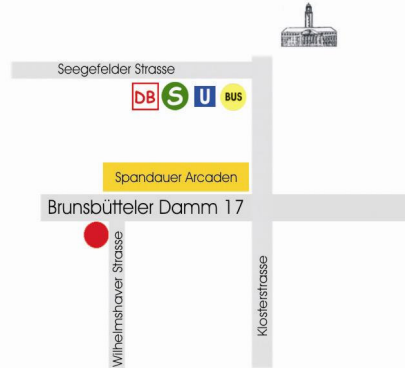 Seegefelder Strasse
DB S U BUS
Spandauer Arcaden
Brunsbütteler Damm 17
Wilhelmshaver Strasse
Klosterstrasse